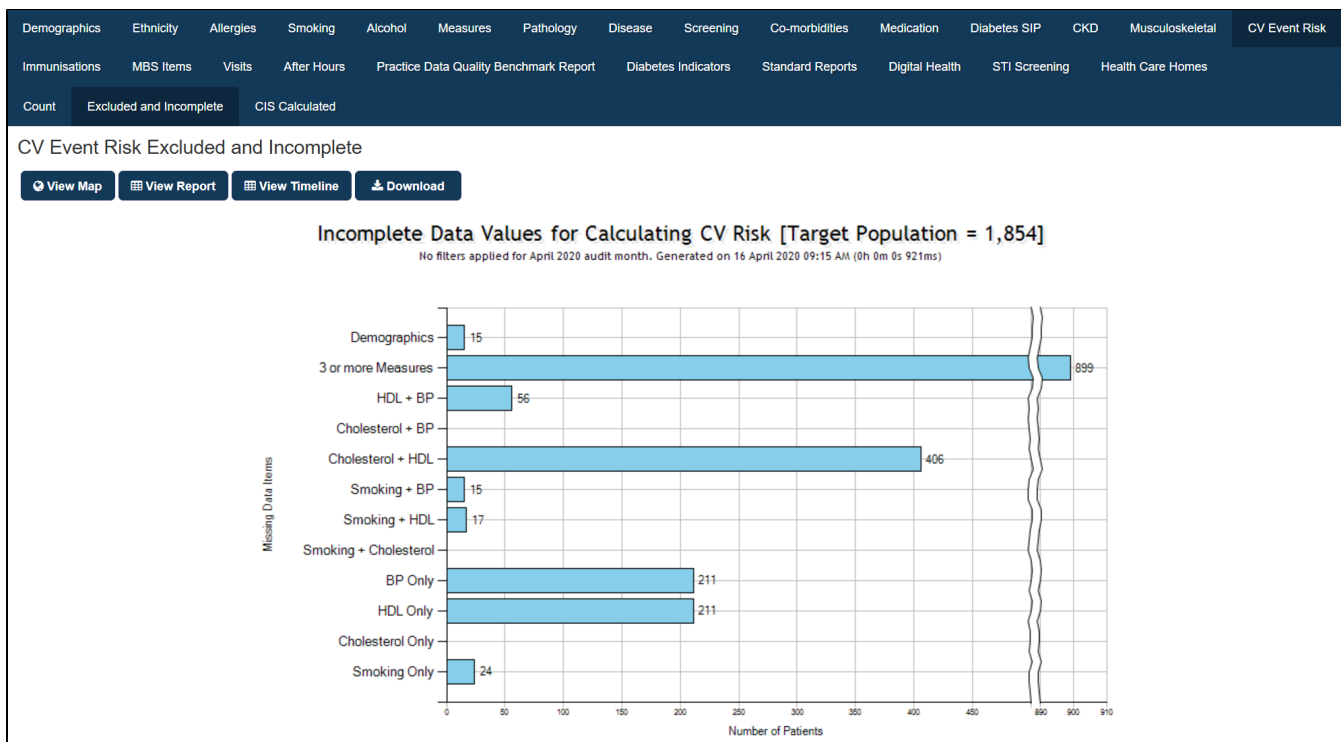 Demographics Ethnicity Allergies Smoking Alcohol Measures Pathology Disease Screening Co-morbidities Medication Diabetes SIP CKD Musculoskeletal CV Event Risk
Immunisations MBS Items Visits After Hours Practice Data Quality Benchmark Report Diabetes Indicators Standard Reports Digital Health STI Screening Health Care Homes
Count Excluded and Incomplete CIS Calculated
CV Event Risk Excluded and Incomplete
View Map View Report View Timeline Download
Incomplete Data Values for Calculating CV Risk [Target Population = 1,854]
No filters applied for April 2020 audit month. Generated on 16 April 2020 09:15 AM (0h 0m 0s 921ms)
Missing Data Items
Demographics 15
3 or more Measures 899
HDL + BP 56
Cholesterol + BP
Cholesterol + HDL 406
Smoking + BP 15
Smoking + HDL 17
Smoking + Cholesterol
BP Only 211
HDL Only 211
Cholesterol Only
Smoking Only 24
0 50 100 150 200 250 300 350 400 450 890 900 910
Number of Patients